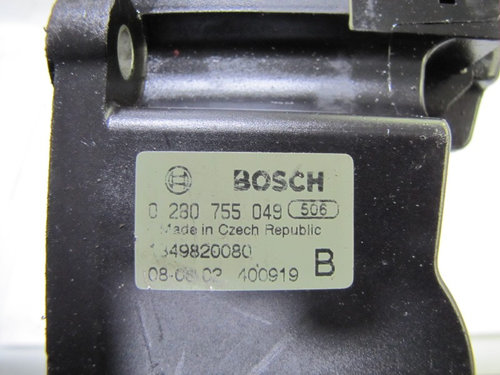 BOSCH
0 280 755 049 506
Made in Czech Republic
1349820080
08-08-02 400919 B